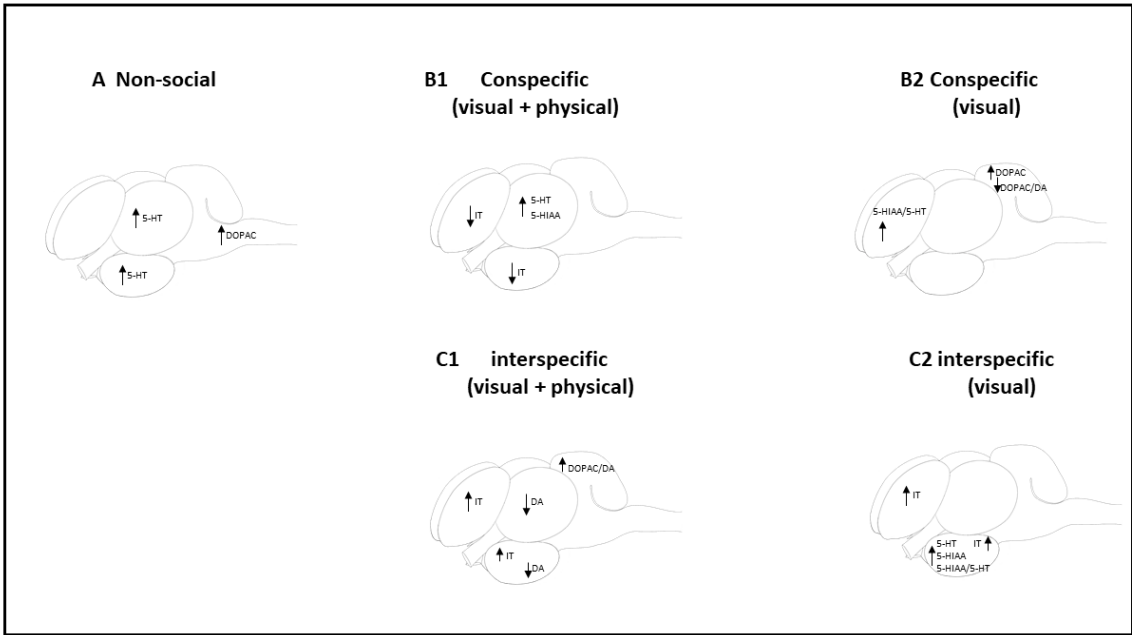 A Non-social
5-HT
DOPAC
5-HT
B1 Conspecific
(visual + physical)
IT
5-HT
5-HIAA
IT
B2 Conspecific
(visual)
DOPAC
DOPAC/DA
5-HIAA/5-HT
C1 interspecific
(visual + physical)
DOPAC/DA
IT
DA
IT
DA
C2 interspecific
(visual)
IT
5-HT IT
5-HIAA
5-HIAA/5-HT